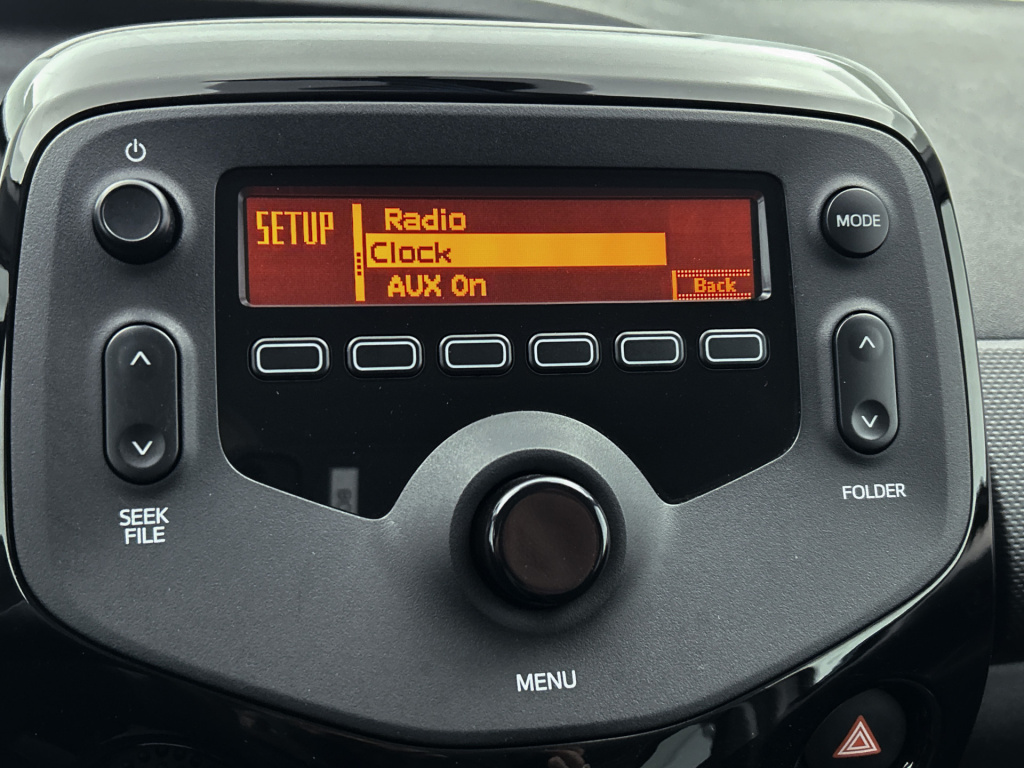 MODE
SETUP
Radio
Clock
AUX On
Back
SEEK
FILE
FOLDER
MENU